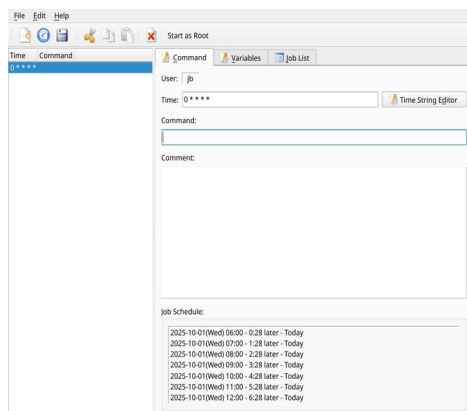 File Edit Help
Start as Root
Time Command
0 * * * *
Command Variables Job List
User: jb
Time: 0 * * * * Time String Editor
Command:
Comment:
Job Schedule:
2025-10-01(Wed) 06:00 - 0:28 later - Today
2025-10-01(Wed) 07:00 - 1:28 later - Today
2025-10-01(Wed) 08:00 - 2:28 later - Today
2025-10-01(Wed) 09:00 - 3:28 later - Today
2025-10-01(Wed) 10:00 - 4:28 later - Today
2025-10-01(Wed) 11:00 - 5:28 later - Today
2025-10-01(Wed) 12:00 - 6:28 later - Today